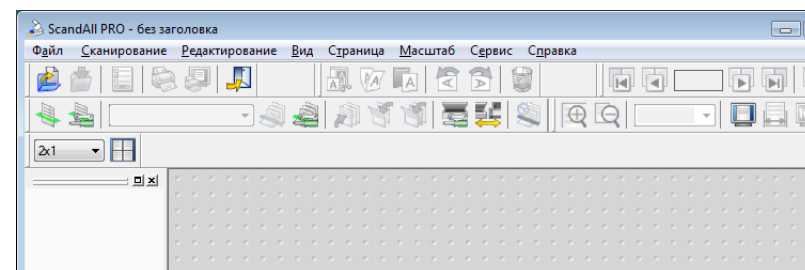 ScandAll PRO - без заголовка
Файл Сканирование Редактирование Вид Страница Масштаб Сервис Справка
2x1